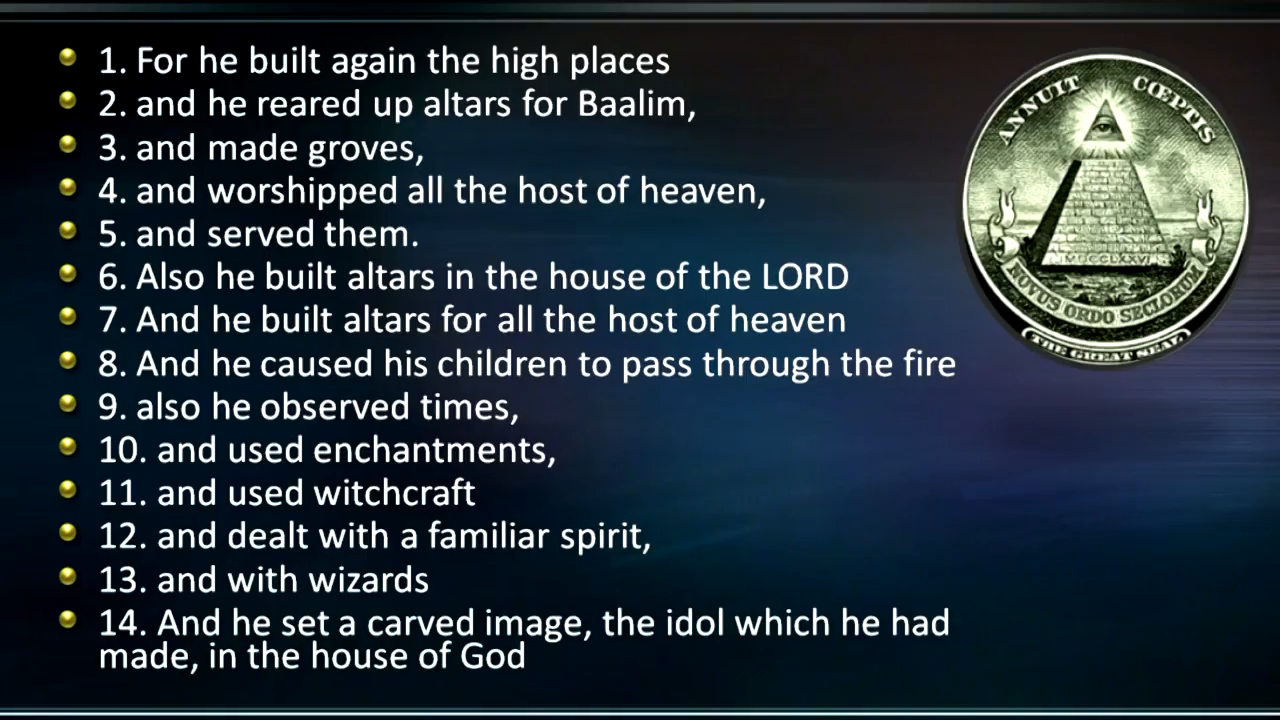 1. For he built again the high places
2. and he reared up altars for Baalim,
3. and made groves,
4. and worshipped all the host of heaven,
5. and served them.
6. Also he built altars in the house of the LORD
7. And he built altars for all the host of heaven
8. And he caused his children to pass through the fire
9. also he observed times,
10. and used enchantments,
11. and used witchcraft
12. and dealt with a familiar spirit,
13. and with wizards
14. And he set a carved image, the idol which he had
made, in the house of God
ANNUIT CŒPTIS
MDCCLXXVI
NOVUS ORDO SECLORUM
THE GREAT SEAL